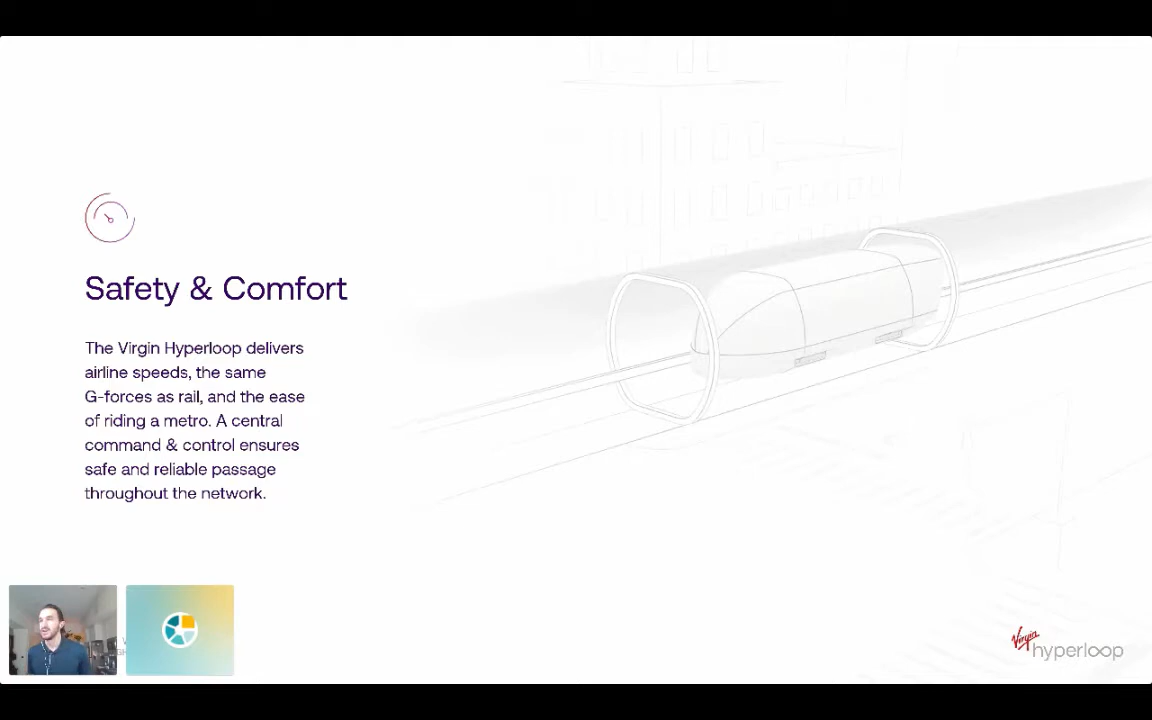 Safety & Comfort
The Virgin Hyperloop delivers
airline speeds, the same
G-forces as rail, and the ease
of riding a metro. A central
command & control ensures
safe and reliable passage
throughout the network.
Virgin
hyperloop